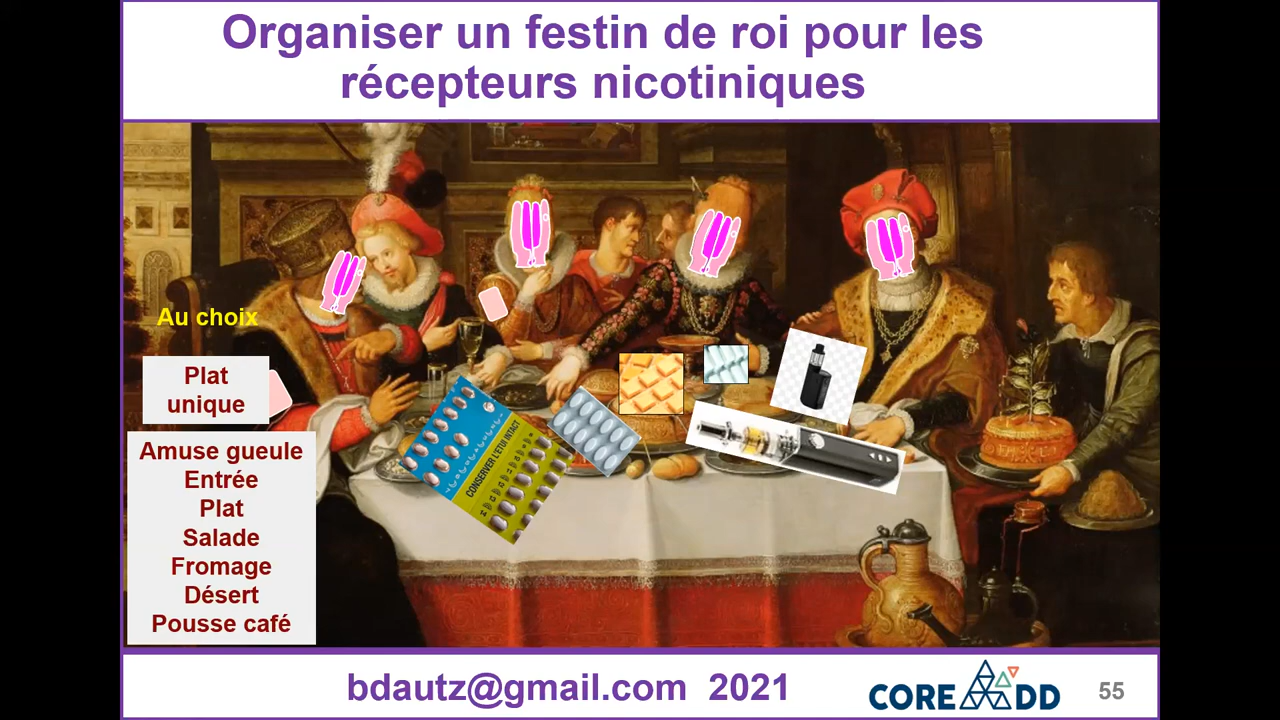 Organiser un festin de roi pour les
récepteurs nicotiniques
Au choix
Plat
unique
Amuse gueule
Entrée
Plat
Salade
Fromage
Désert
Pousse café
CONSERVER L'ETUI INTACT
bdautz@gmail.com 2021
CORE ADD
55